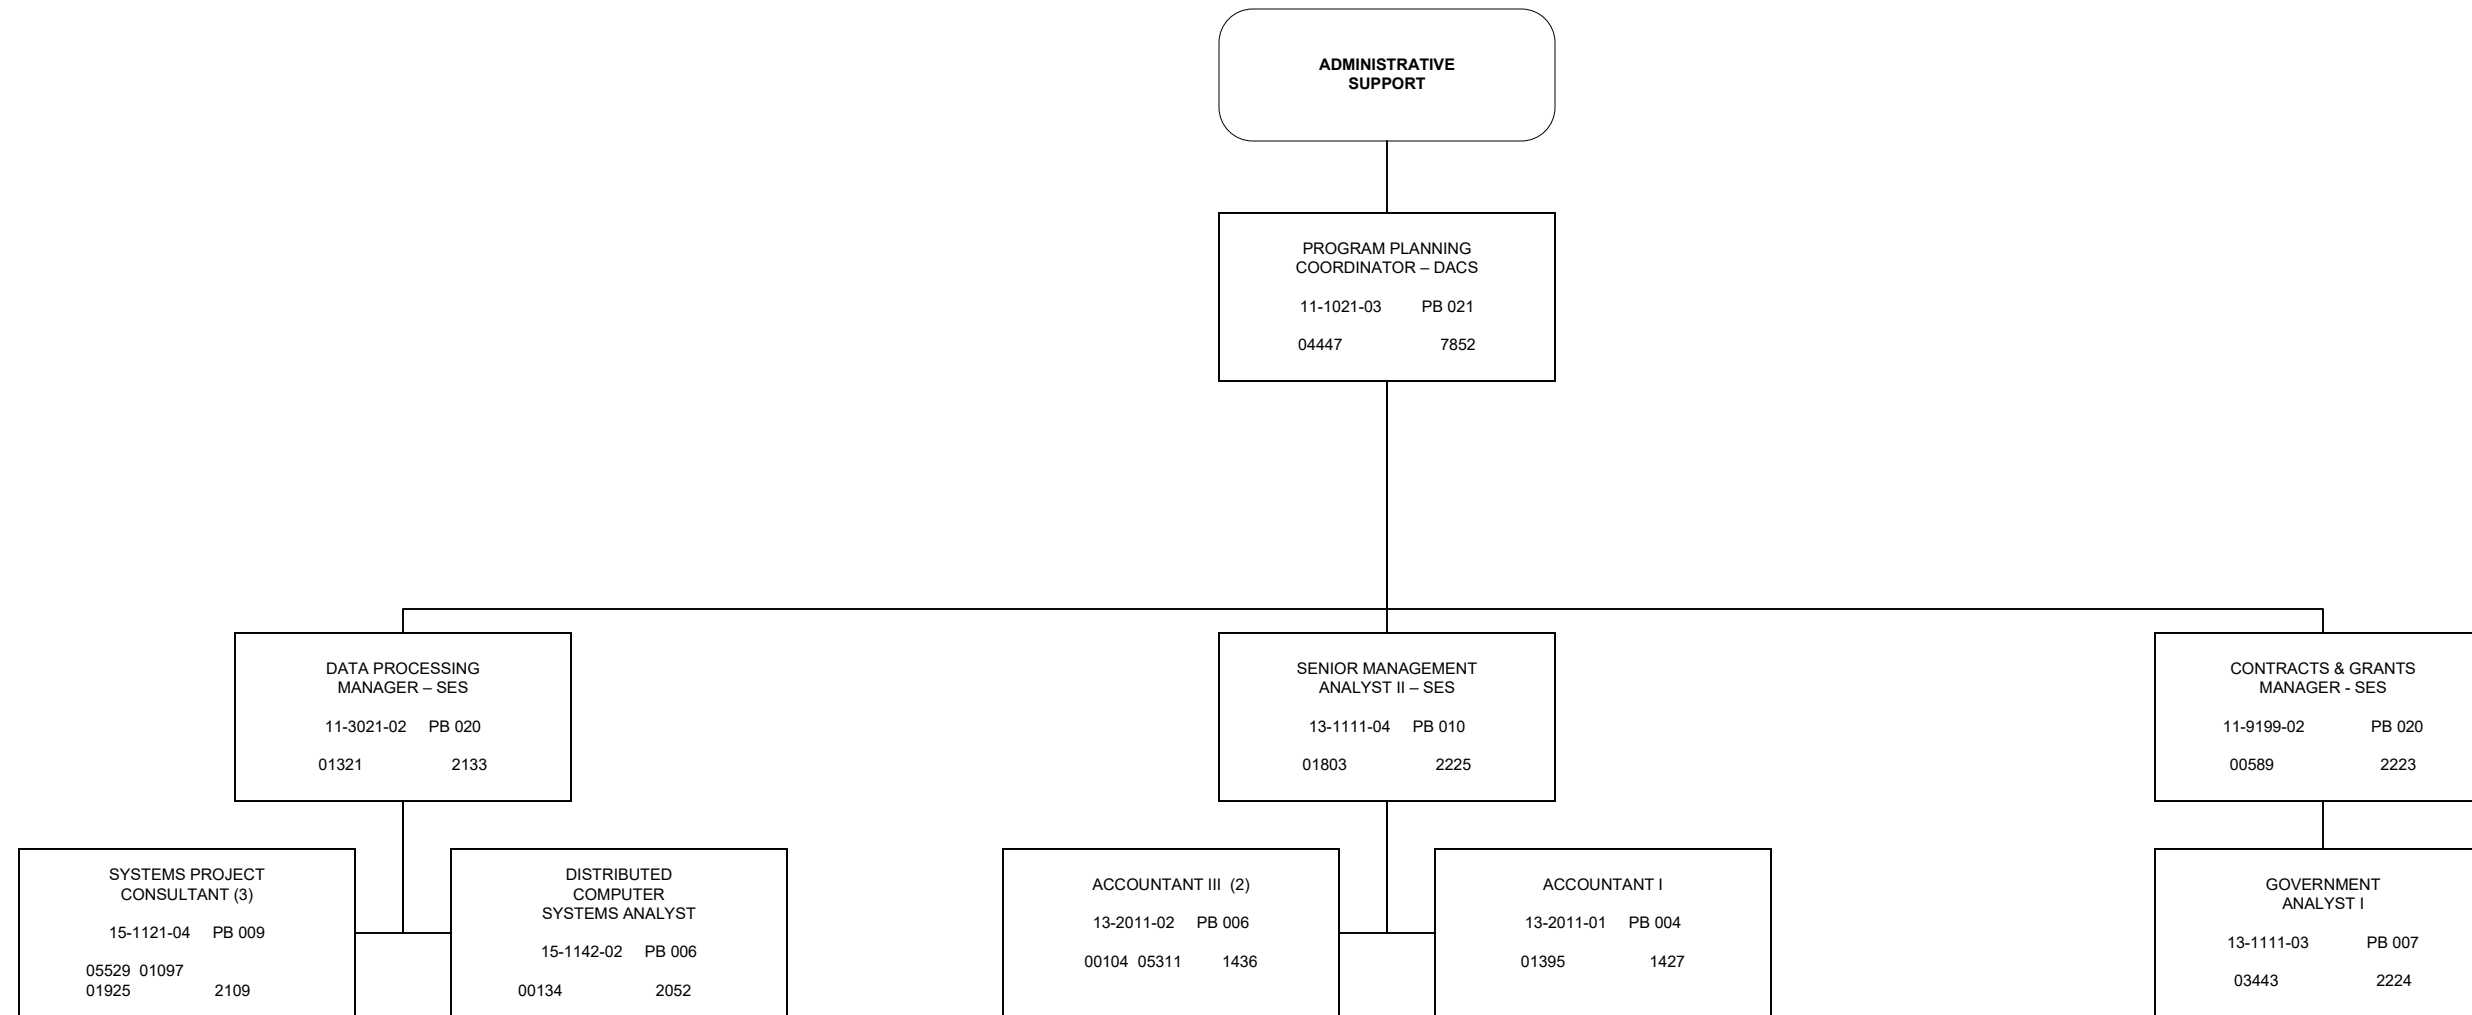 ADMINISTRATIVE
SUPPORT
PROGRAM PLANNING
COORDINATOR – DACS
11-1021-03 PB 021
04447 7852
DATA PROCESSING
MANAGER – SES
11-3021-02 PB 020
01321 2133
SENIOR MANAGEMENT
ANALYST II – SES
13-1111-04 PB 010
01803 2225
CONTRACTS & GRANTS
MANAGER - SES
11-9199-02 PB 020
00589 2223
SYSTEMS PROJECT
CONSULTANT (3)
15-1121-04 PB 009
05529 01097
01925 2109
DISTRIBUTED
COMPUTER
SYSTEMS ANALYST
15-1142-02 PB 006
00134 2052
ACCOUNTANT III (2)
13-2011-02 PB 006
00104 05311 1436
ACCOUNTANT I
13-2011-01 PB 004
01395 1427
GOVERNMENT
ANALYST I
13-1111-03 PB 007
03443 2224